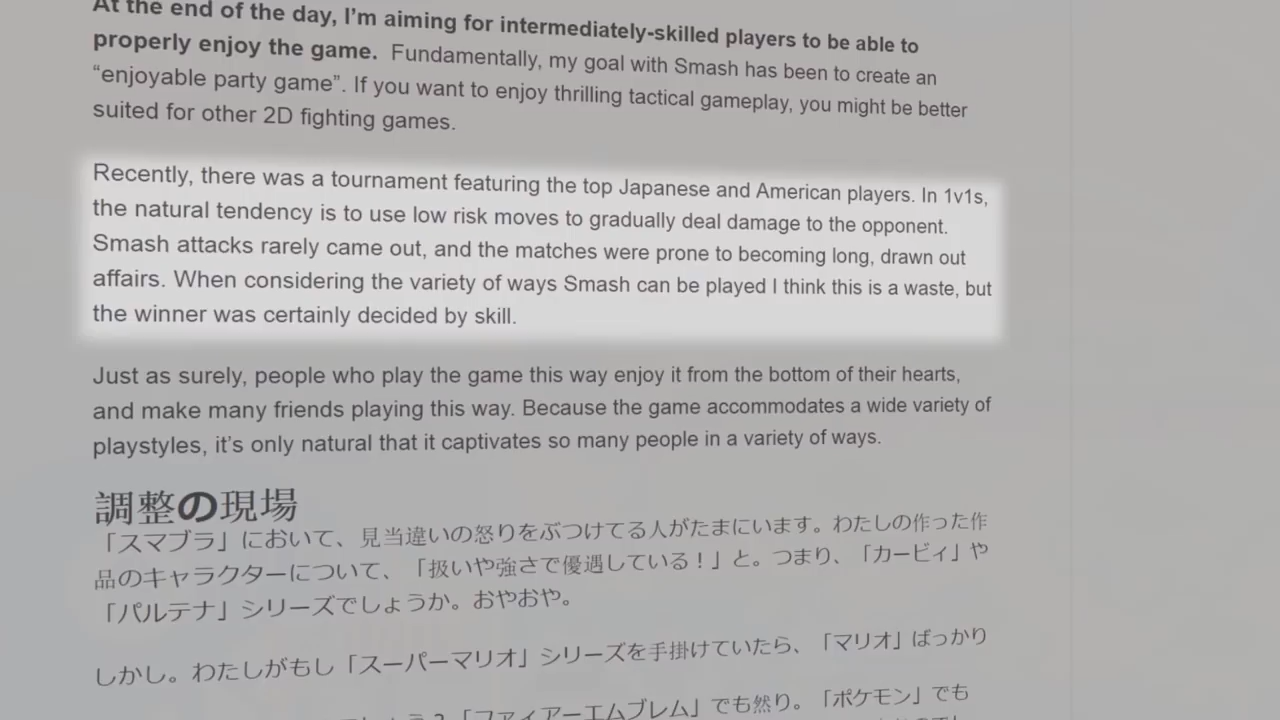 At the end of the day, I’m aiming for intermediately-skilled players to be able to
properly enjoy the game. Fundamentally, my goal with Smash has been to create an
“enjoyable party game”. If you want to enjoy thrilling tactical gameplay, you might be better
suited for other 2D fighting games.
Recently, there was a tournament featuring the top Japanese and American players. In 1v1s,
the natural tendency is to use low risk moves to gradually deal damage to the opponent.
Smash attacks rarely came out, and the matches were prone to becoming long, drawn out
affairs. When considering the variety of ways Smash can be played I think this is a waste, but
the winner was certainly decided by skill.
Just as surely, people who play the game this way enjoy it from the bottom of their hearts,
and make many friends playing this way. Because the game accommodates a wide variety of
playstyles, it’s only natural that it captivates so many people in a variety of ways.
調整の現場
「スマブラ」において、見当違いの怒りをぶつけてる人がたまにいます。わたしの作った作
品のキャラクターについて、「扱いや強さで優遇している！」と。つまり、「カービィ」や
「パルテナ」シリーズでしょうか。おやおや。
しかし。わたしがもし「スーパーマリオ」シリーズを手掛けていたら、「マリオ」ばっかり
「ファイアーエムブレム」でも然り。「ポケモン」でも